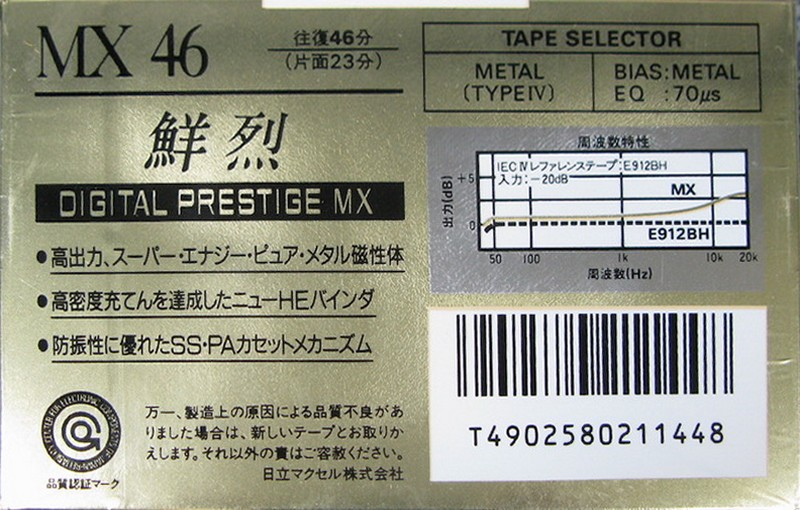 MX 46
往復46分
(片面23分)
鮮烈
DIGITAL PRESTIGE MX
●高出力、スーパー・エナジー・ピュア・メタル磁性体
●高密度充てんを達成したニューHEバインダ
●防振性に優れたSS・PAカセットメカニズム
品質認証マーク
万一、製造上の原因による品質不良があ
りました場合は、新しいテープとお取りか
えします。それ以外の責はご容赦ください。
日立マクセル株式会社
TAPE SELECTOR
METAL
(TYPEⅣ)
BIAS:METAL
EQ :70μs
周波数特性
IECⅣレファレンステープ:E912BH
入力:-20dB
MX
E912BH
出力(dB)
+5
0
50 100 1k 10k 20k
周波数(Hz)
T4902580211448